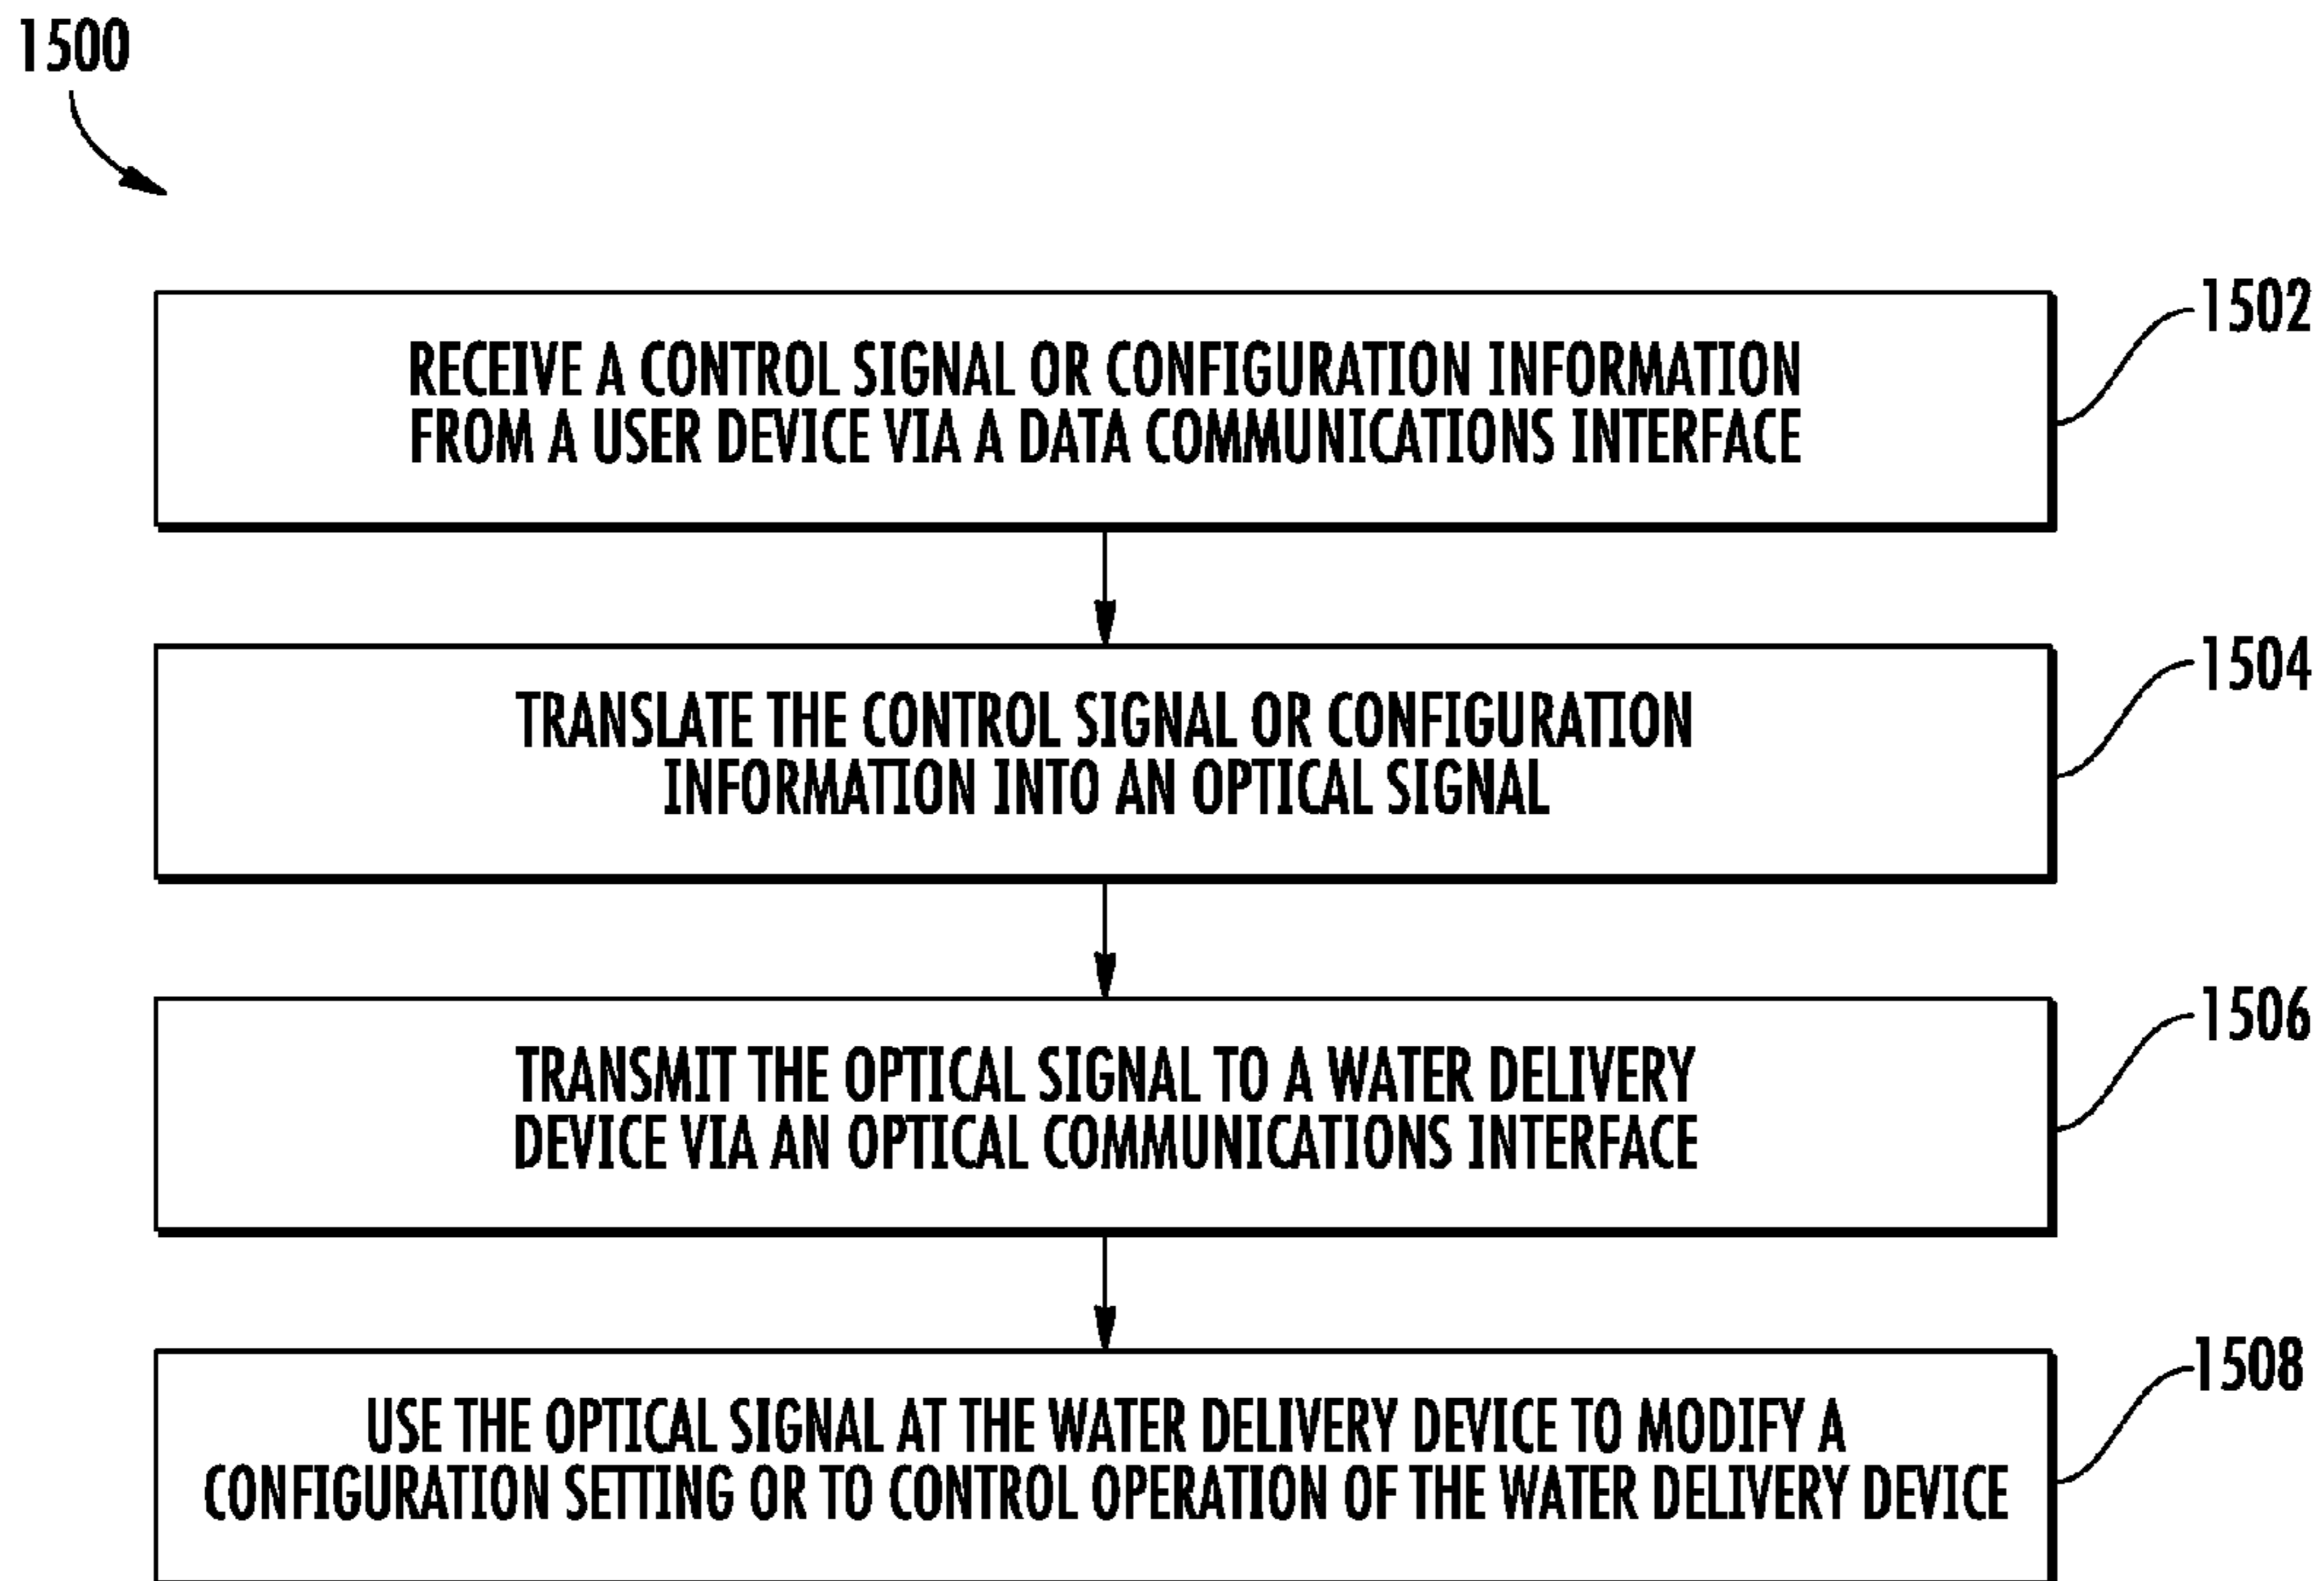 1500
RECEIVE A CONTROL SIGNAL OR CONFIGURATION INFORMATION
FROM A USER DEVICE VIA A DATA COMMUNICATIONS INTERFACE
1502
TRANSLATE THE CONTROL SIGNAL OR CONFIGURATION
INFORMATION INTO AN OPTICAL SIGNAL
1504
TRANSMIT THE OPTICAL SIGNAL TO A WATER DELIVERY
DEVICE VIA AN OPTICAL COMMUNICATIONS INTERFACE
1506
USE THE OPTICAL SIGNAL AT THE WATER DELIVERY DEVICE TO MODIFY A
CONFIGURATION SETTING OR TO CONTROL OPERATION OF THE WATER DELIVERY DEVICE
1508